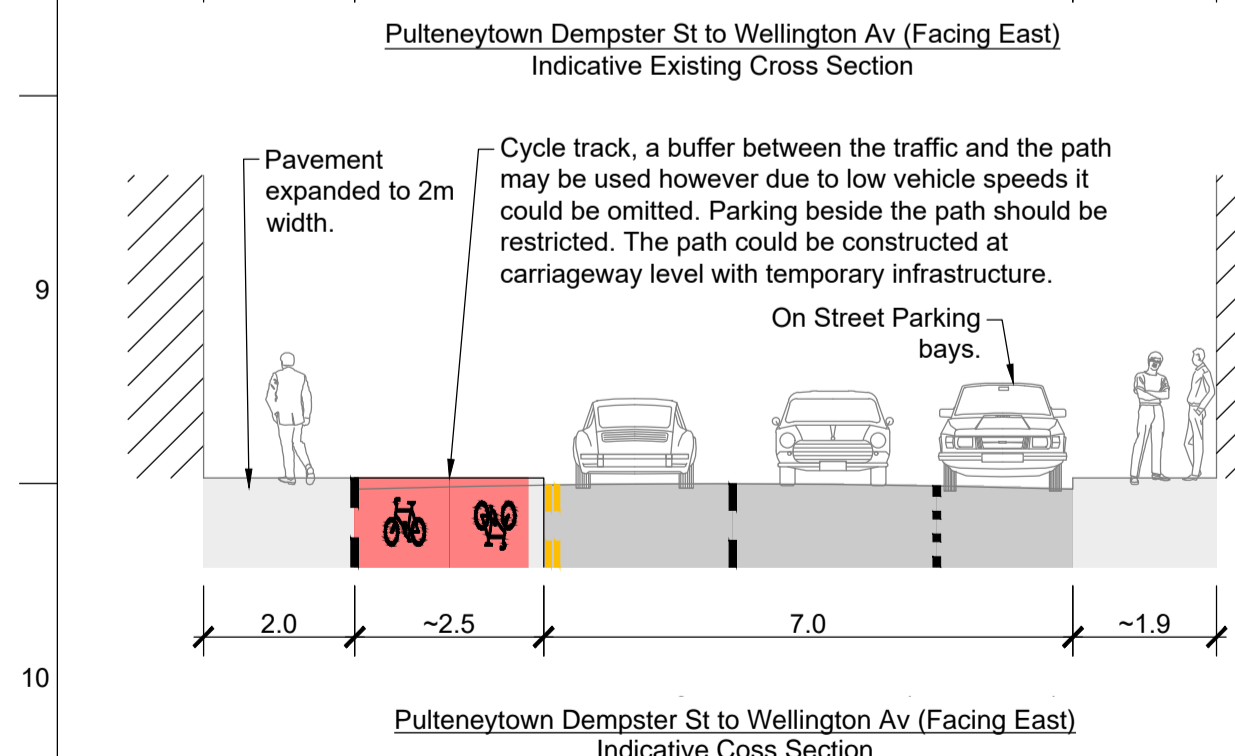 Pulteneytown Dempster St to Wellington Av (Facing East)
Indicative Existing Cross Section
Pavement
expanded to 2m
width.
Cycle track, a buffer between the traffic and the path
may be used however due to low vehicle speeds it
could be omitted. Parking beside the path should be
restricted. The path could be constructed at
carriageway level with temporary infrastructure.
9
On Street Parking
bays.
2.0
~2.5
7.0
~1.9
10
Pulteneytown Dempster St to Wellington Av (Facing East)
Indicative Coss Section